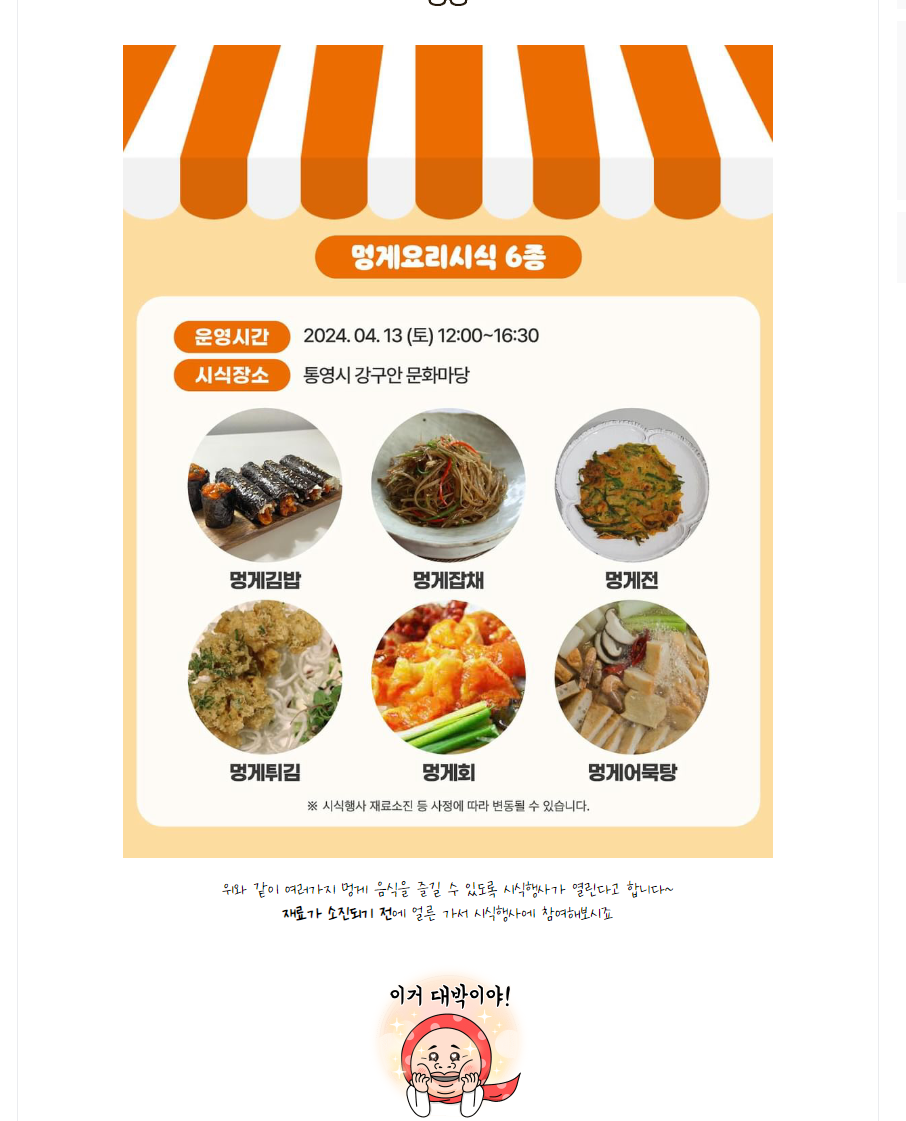 멍게요리시식 6종
운영시간 2024. 04. 13 (토) 12:00~16:30
시식장소 통영시 강구안 문화마당
멍게김밥 멍게잡채 멍게전
멍게튀김 멍게회 멍게어묵탕
※ 시식행사 재료소진 등 사정에 따라 변동될 수 있습니다.
위와 같이 여러가지 멍게 음식을 즐길 수 있도록 시식행사가 열린다고 합니다~
재료가 소진되기 전에 얼른 가서 시식행사에 참여해보시죠
이거 대박이야!